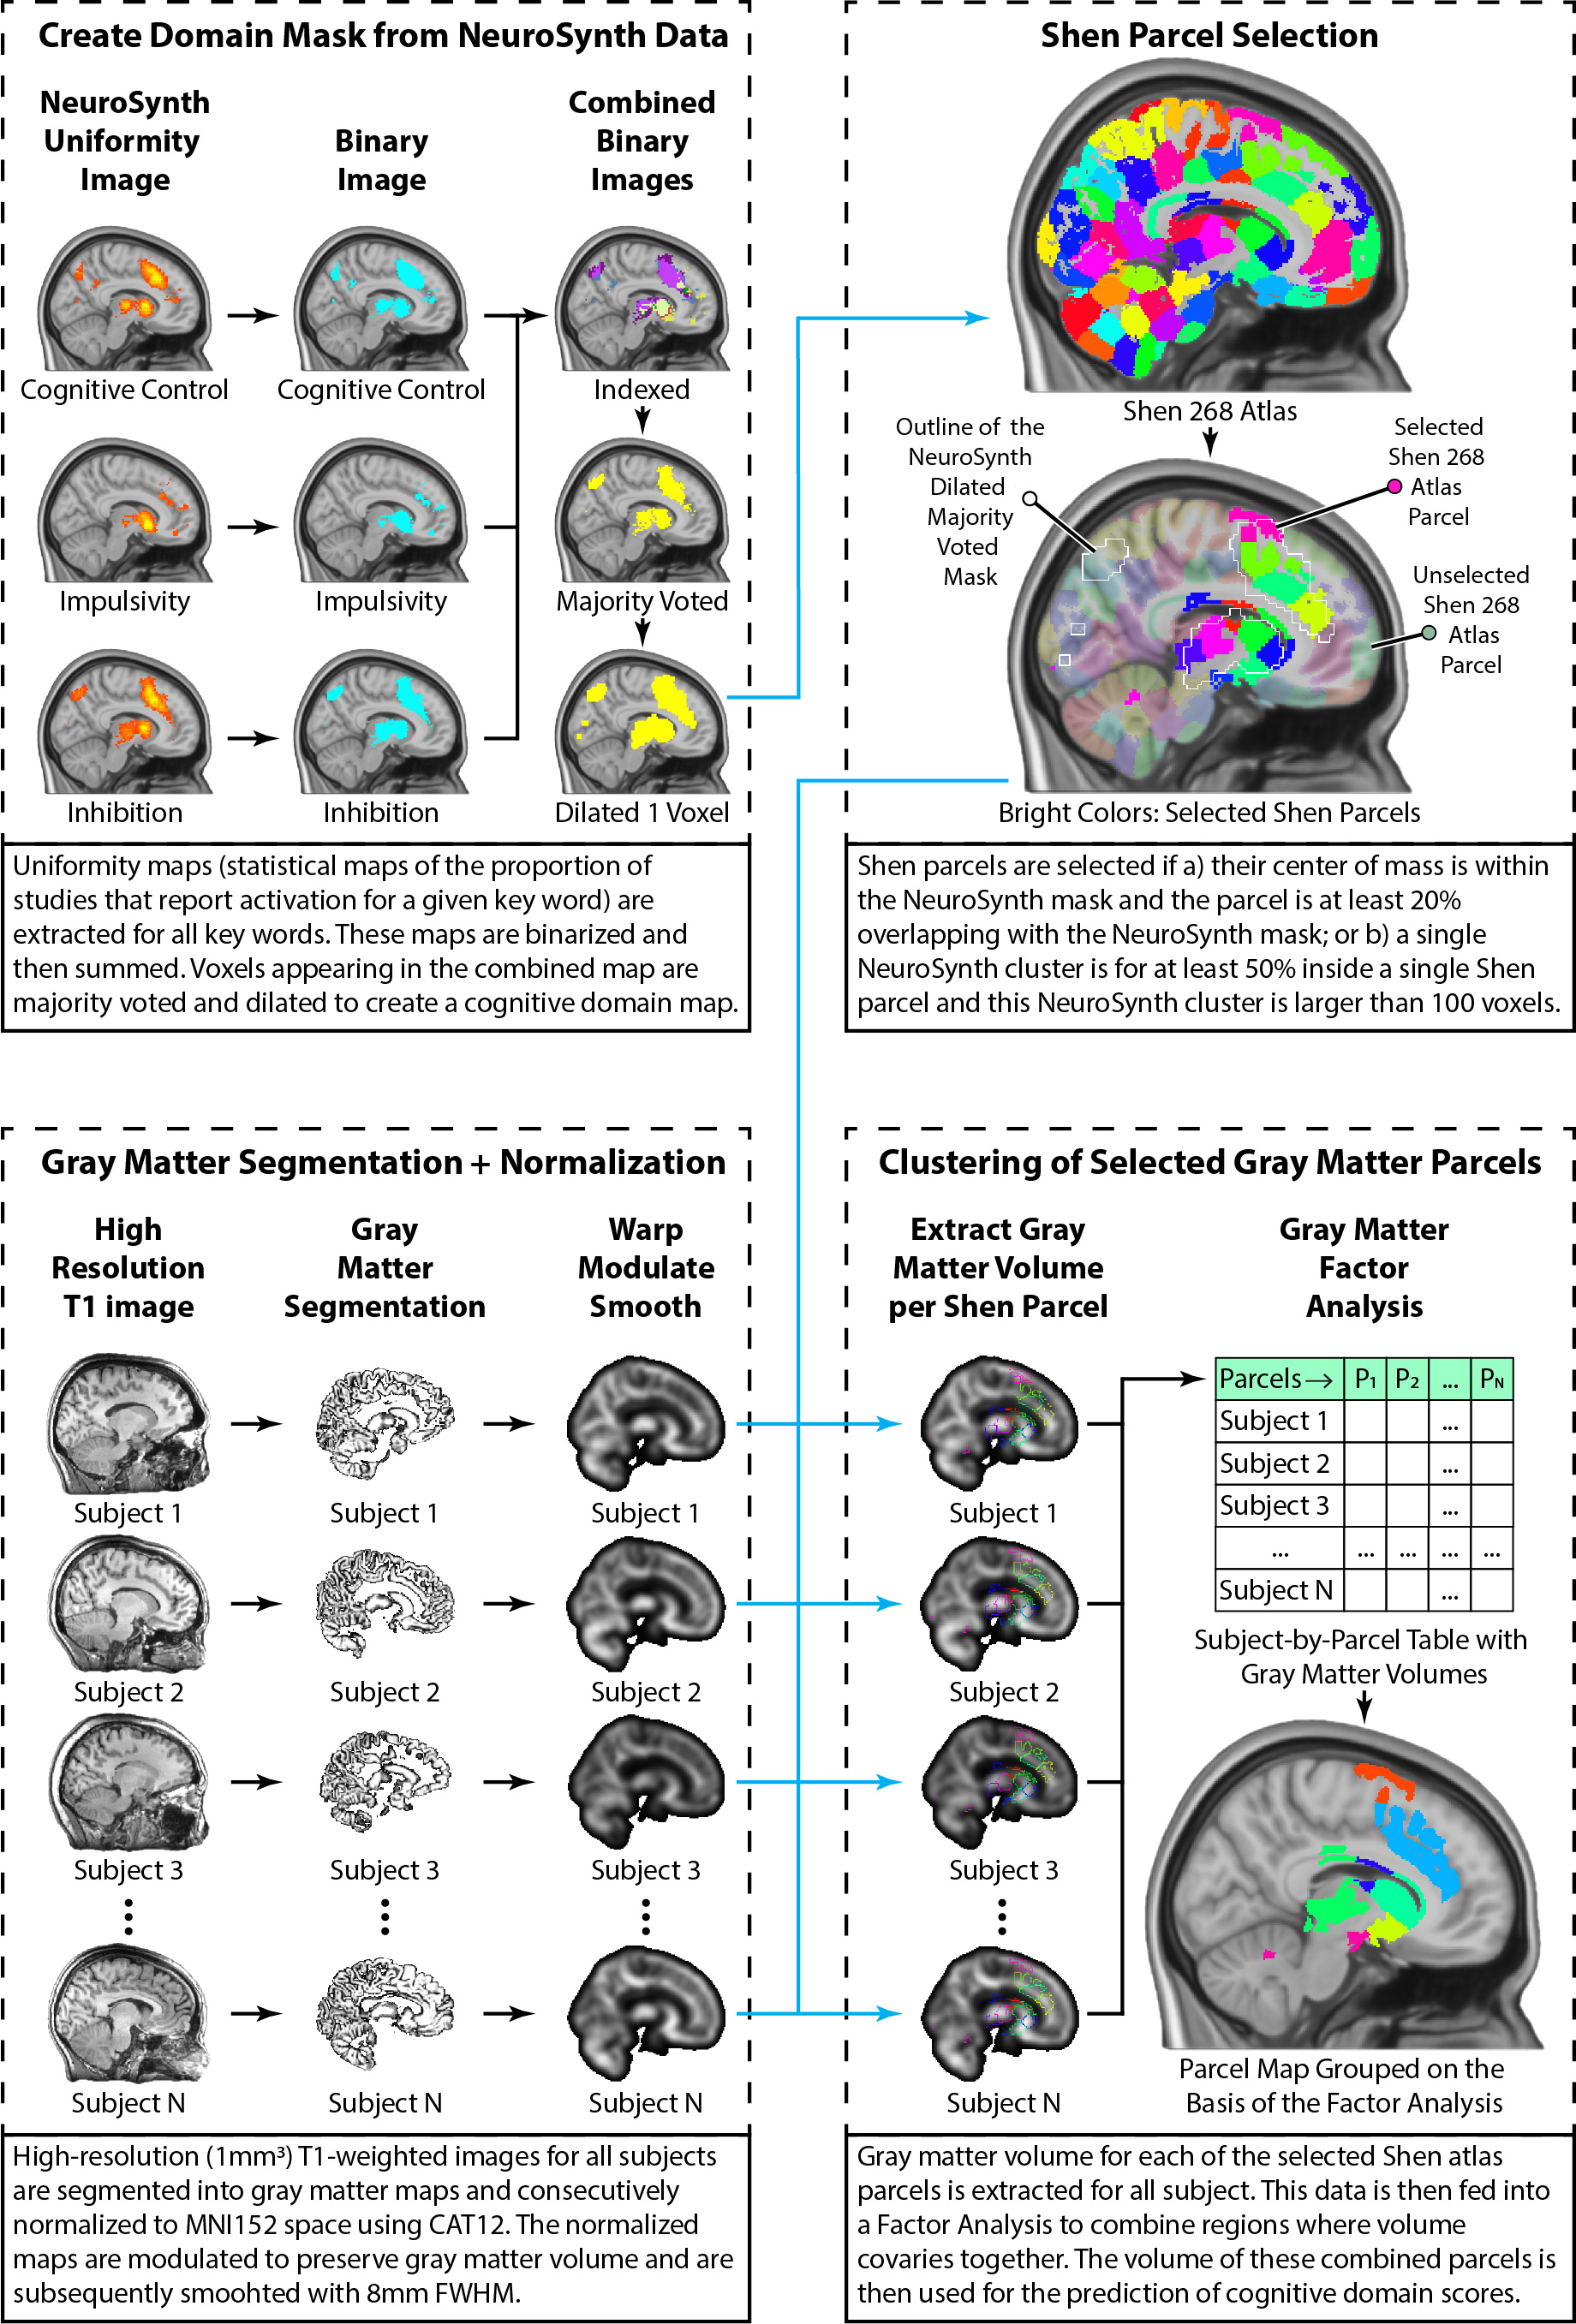 Create Domain Mask from NeuroSynth Data
NeuroSynth
Uniformity
Image
Binary
Image
Combined
Binary
Images
Cognitive Control
Cognitive Control
Indexed
Impulsivity
Impulsivity
Majority Voted
Inhibition
Inhibition
Dilated 1 Voxel
Uniformity maps (statistical maps of the proportion of
studies that report activation for a given key word) are
extracted for all key words. These maps are binarized and
then summed. Voxels appearing in the combined map are
majority voted and dilated to create a cognitive domain map.
Shen Parcel Selection
Shen 268 Atlas
Outline of the
NeuroSynth
Dilated
Majority
Voted
Mask
Selected
Shen 268
Atlas
Parcel
Unselected
Shen 268
Atlas
Parcel
Bright Colors: Selected Shen Parcels
Shen parcels are selected if a) their center of mass is within
the NeuroSynth mask and the parcel is at least 20%
overlapping with the NeuroSynth mask; or b) a single
NeuroSynth cluster is for at least 50% inside a single Shen
parcel and this NeuroSynth cluster is larger than 100 voxels.
Gray Matter Segmentation + Normalization
High
Resolution
T1 image
Gray
Matter
Segmentation
Warp
Modulate
Smooth
Subject 1
Subject 1
Subject 1
Subject 2
Subject 2
Subject 2
Subject 3
Subject 3
Subject 3
Subject N
Subject N
Subject N
High-resolution (1mm³) T1-weighted images for all subjects
are segmented into gray matter maps and consecutively
normalized to MNI152 space using CAT12. The normalized
maps are modulated to preserve gray matter volume and are
subsequently smoohted with 8mm FWHM.
Clustering of Selected Gray Matter Parcels
Extract Gray
Matter Volume
per Shen Parcel
Gray Matter
Factor
Analysis
Subject 1
Subject 2
Subject 3
Subject N
Parcels→ P₁ P₂ ... P_N
Subject 1 ...
Subject 2 ...
Subject 3 ...
... ... ... ... ...
Subject N ...
Subject-by-Parcel Table with
Gray Matter Volumes
Parcel Map Grouped on the
Basis of the Factor Analysis
Gray matter volume for each of the selected Shen atlas
parcels is extracted for all subject. This data is then fed into
a Factor Analysis to combine regions where volume
covaries together. The volume of these combined parcels is
then used for the prediction of cognitive domain scores.